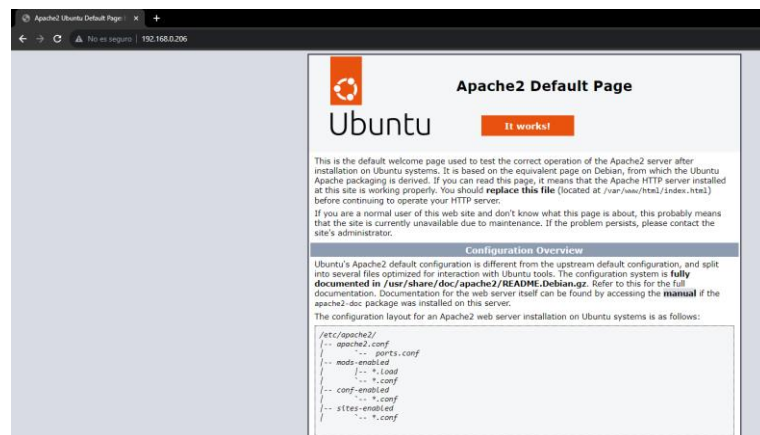 Apache2 Ubuntu Default Page: I
No es seguro | 192.168.0.206
Apache2 Default Page
Ubuntu
It works!
This is the default welcome page used to test the correct operation of the Apache2 server after
installation on Ubuntu systems. It is based on the equivalent page on Debian, from which the Ubuntu
Apache packaging is derived. If you can read this page, it means that the Apache HTTP server installed
at this site is working properly. You should replace this file (located at /var/www/html/index.html)
before continuing to operate your HTTP server.
If you are a normal user of this web site and don't know what this page is about, this probably means
that the site is currently unavailable due to maintenance. If the problem persists, please contact the
site's administrator.
Configuration Overview
Ubuntu's Apache2 default configuration is different from the upstream default configuration, and split
into several files optimized for interaction with Ubuntu tools. The configuration system is fully
documented in /usr/share/doc/apache2/README.Debian.gz. Refer to this for the full
documentation. Documentation for the web server itself can be found by accessing the manual if the
apache2-doc package was installed on this server.
The configuration layout for an Apache2 web server installation on Ubuntu systems is as follows:
/etc/apache2/
|-- apache2.conf
|       `-- ports.conf
|-- mods-enabled
|       |-- *.load
|       `-- *.conf
|-- conf-enabled
|       `-- *.conf
|-- sites-enabled
|       `-- *.conf